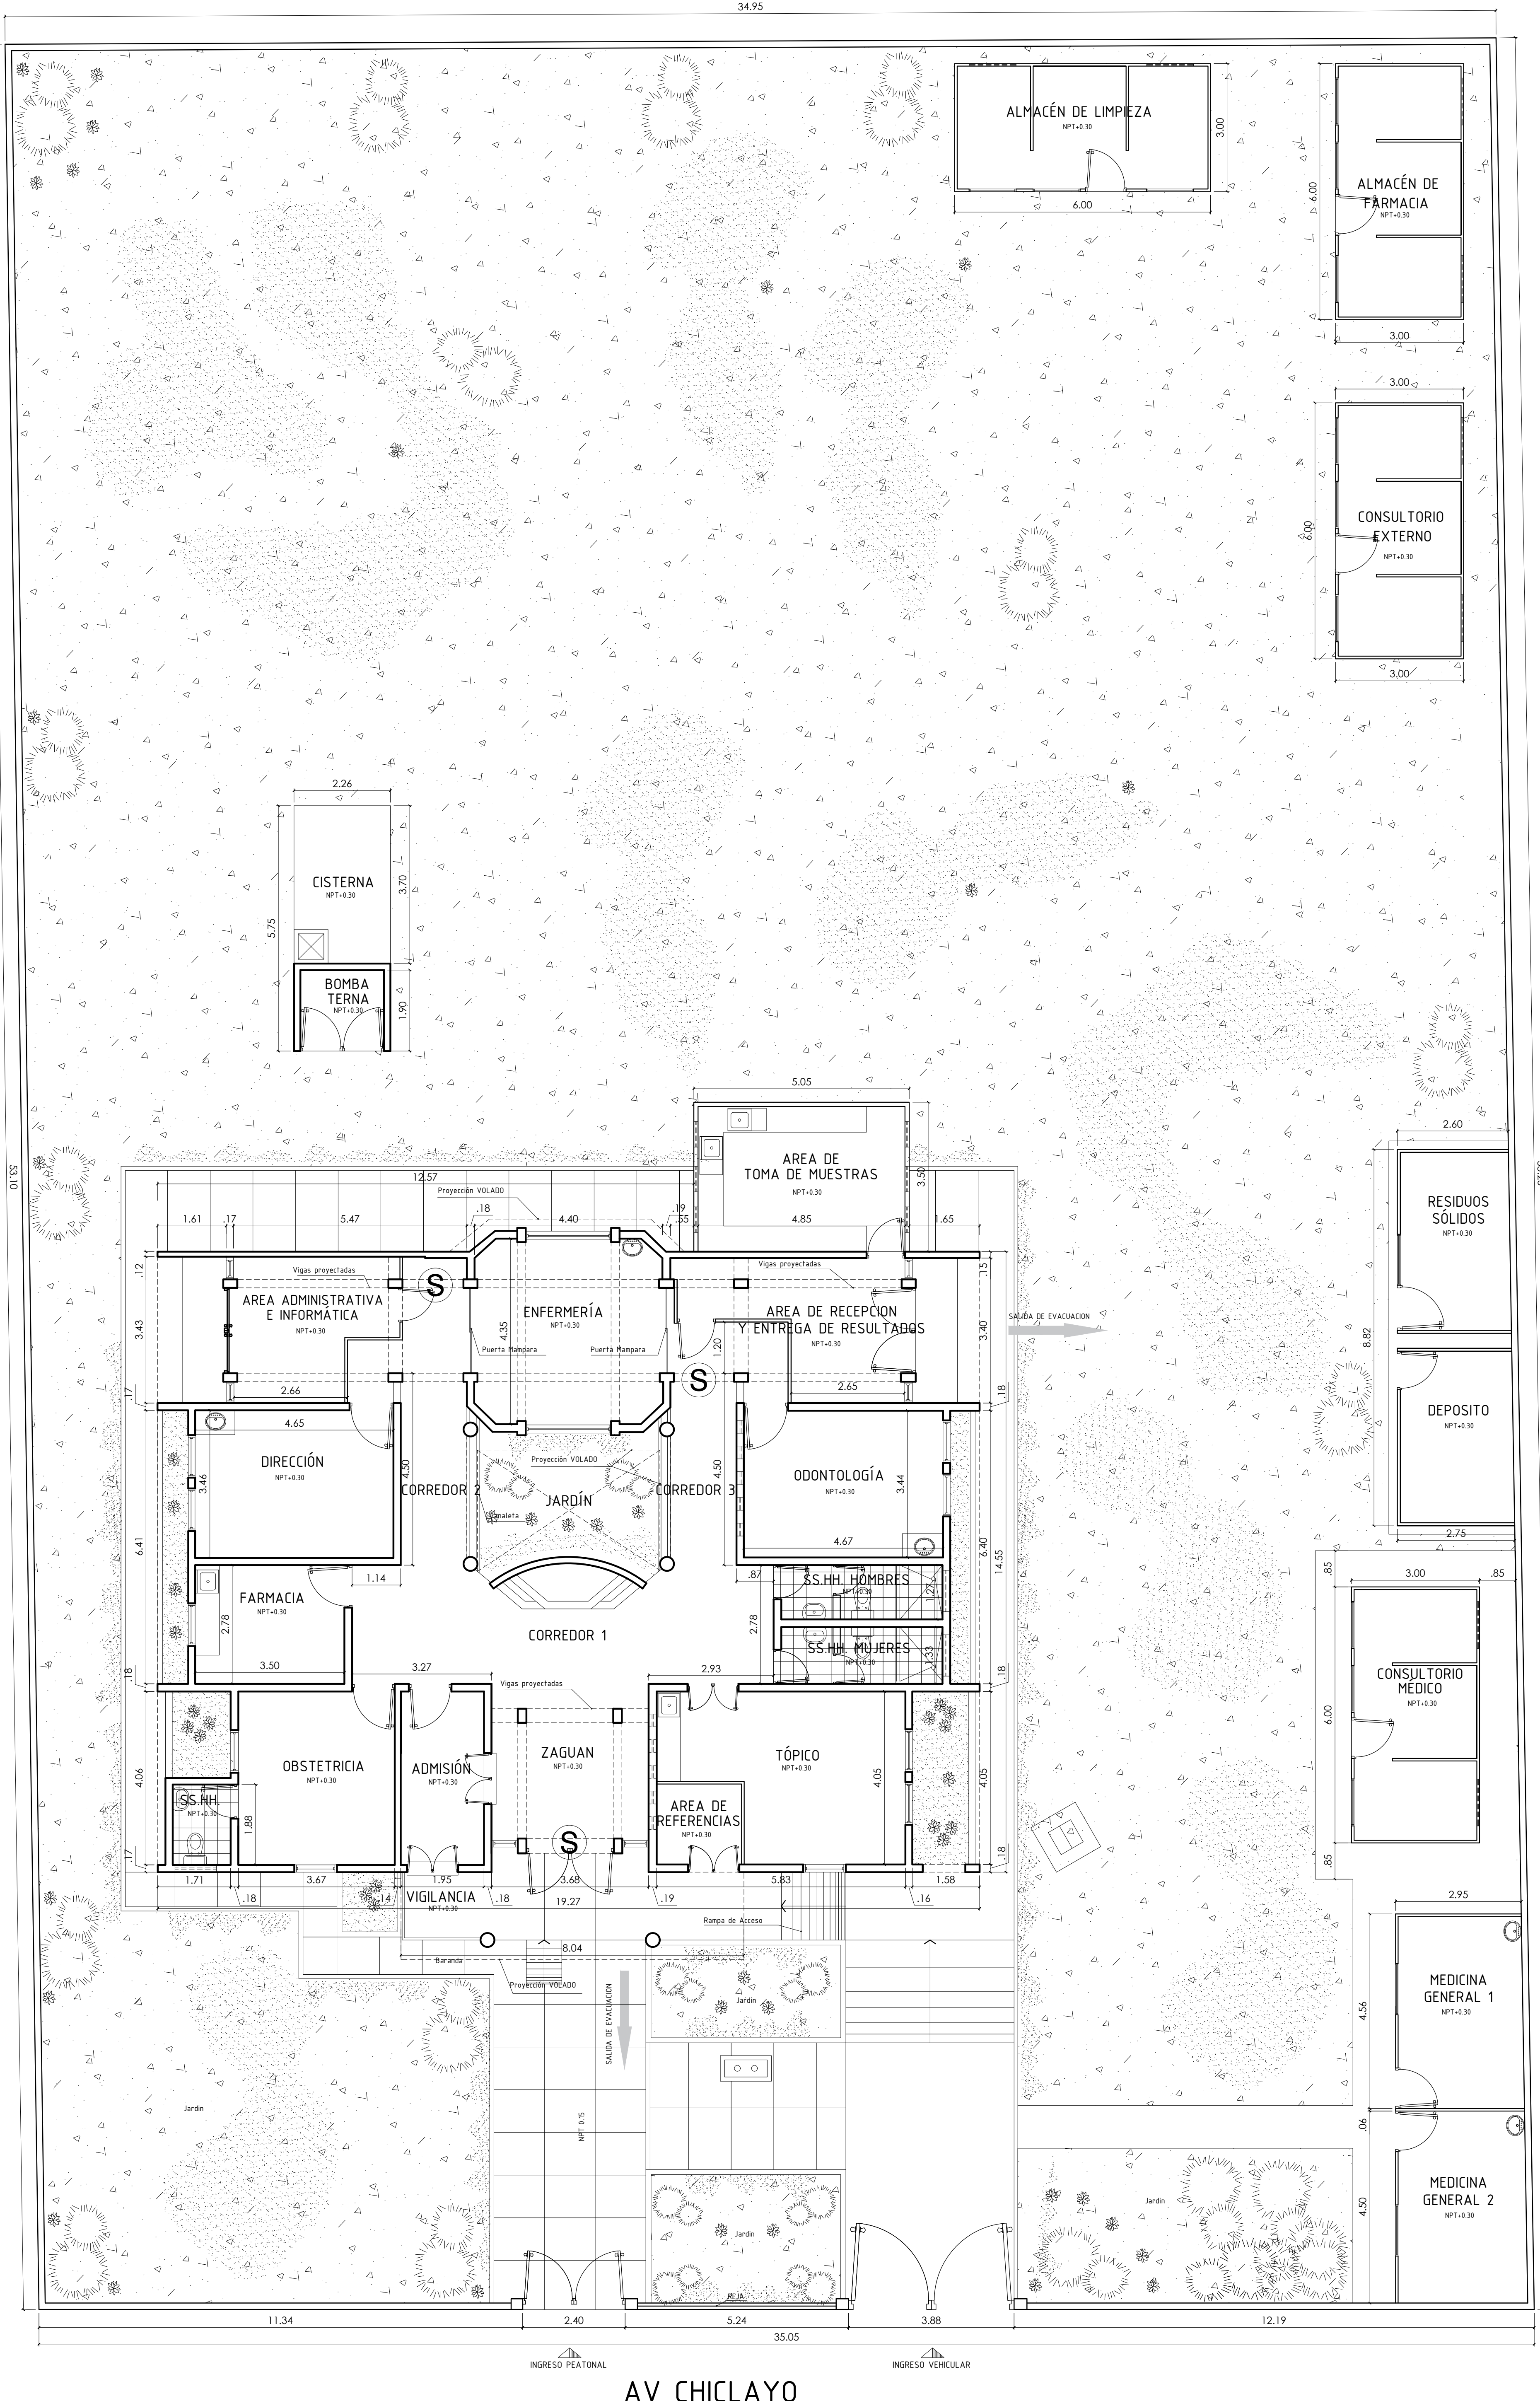 34.95
ALMACÉN DE LIMPIEZA
NPT+0.30
3.00
6.00
ALMACÉN DE
FARMACIA
NPT+0.30
6.00
3.00
3.00
CONSULTORIO
EXTERNO
NPT+0.30
6.00
3.00
2.26
CISTERNA
NPT+0.30
3.70
5.75
BOMBA
TERNA
NPT+0.30
1.90
53.10
5.05
AREA DE
TOMA DE MUESTRAS
NPT+0.30
3.50
12.57
Proyección VOLADO
1.61
.17
5.47
.18
4.40
.19
.55
4.85
1.65
.12
Vigas proyectadas
S
AREA ADMINISTRATIVA
E INFORMÁTICA
NPT+0.30
3.43
ENFERMERÍA
NPT+0.30
4.35
Puerta Mampara
Puerta Mampara
Vigas proyectadas
AREA DE RECEPCION
Y ENTREGA DE RESULTADOS
NPT+0.30
1.20
S
.15
3.40
SALIDA DE EVACUACION
2.66
2.65
.17
.18
4.65
DIRECCIÓN
NPT+0.30
3.46
4.50
CORREDOR 2
Proyección VOLADO
JARDÍN
Canaleta
CORREDOR 3
4.50
ODONTOLOGÍA
NPT+0.30
3.44
4.67
6.41
6.40
14.55
1.14
.87
FARMACIA
NPT+0.30
2.78
3.50
SS.HH. HOMBRES
NPT+0.30
1.27
2.78
SS.HH. MUJERES
NPT+0.30
1.33
CORREDOR 1
.18
3.27
2.93
.18
Vigas proyectadas
OBSTETRICIA
NPT+0.30
ADMISIÓN
NPT+0.30
ZAGUAN
NPT+0.30
TÓPICO
NPT+0.30
4.06
4.05
4.05
SS.HH.
NPT+0.30
1.88
AREA DE
REFERENCIAS
NPT+0.30
S
.17
.18
1.71
.18
3.67
.14
1.95
.18
3.68
.19
5.83
.16
1.58
VIGILANCIA
NPT+0.30
19.27
Rampa de Acceso
8.04
Baranda
Proyección VOLADO
SALIDA DE EVACUACION
Jardin
Jardin
NPT 0.15
Jardin
Jardin
REJA
2.60
RESIDUOS
SÓLIDOS
NPT+0.30
8.82
DEPOSITO
NPT+0.30
2.75
.85
3.00
.85
CONSULTORIO
MÉDICO
NPT+0.30
6.00
.85
2.95
MEDICINA
GENERAL 1
NPT+0.30
4.56
.06
MEDICINA
GENERAL 2
NPT+0.30
4.50
11.34
2.40
5.24
3.88
12.19
35.05
INGRESO PEATONAL
INGRESO VEHICULAR
AV CHICLAYO